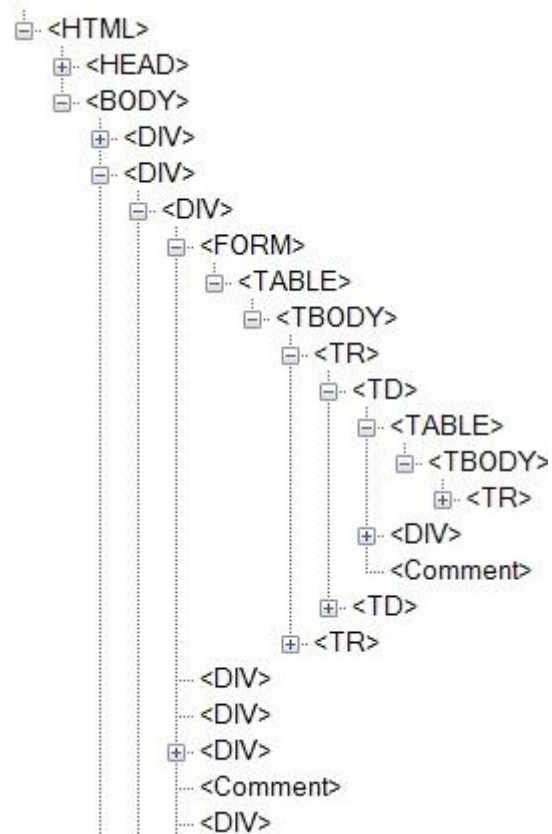 <HTML>
<HEAD>
<BODY>
<DIV>
<DIV>
<DIV>
<FORM>
<TABLE>
<TBODY>
<TR>
<TD>
<TABLE>
<TBODY>
<TR>
<DIV>
<Comment>
<TD>
<TR>
<DIV>
<DIV>
<DIV>
<Comment>
<DIV>